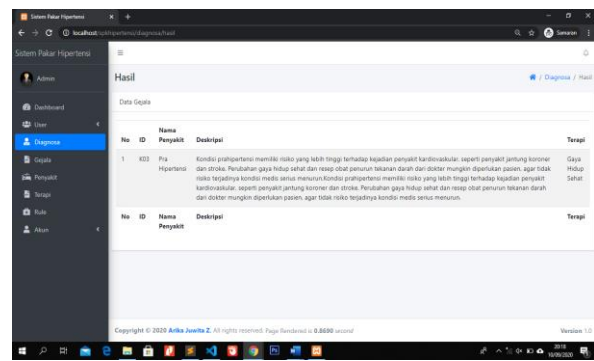 Sistem Pakar Hipertensi
localhost/spkhipertensi/diagnosa/hasil
Samaran
Sistem Pakar Hipertensi
Admin
Dashboard
User
Diagnosa
Gejala
Penyakit
Terapi
Rule
Akun
Hasil
/ Diagnosa / Hasil
Data Gejala
No ID Nama Penyakit Deskripsi Terapi
1 K03 Pra Hipertensi
Kondisi prahipertensi memiliki risiko yang lebih tinggi terhadap kejadian penyakit kardiovaskular, seperti penyakit jantung koroner
dan stroke. Perubahan gaya hidup sehat dan resep obat penurun tekanan darah dari dokter mungkin diperlukan pasien, agar tidak
risiko terjadinya kondisi medis serius menurun.Kondisi prahipertensi memiliki risiko yang lebih tinggi terhadap kejadian penyakit
kardiovaskular, seperti penyakit jantung koroner dan stroke. Perubahan gaya hidup sehat dan resep obat penurun tekanan darah
dari dokter mungkin diperlukan pasien, agar tidak risiko terjadinya kondisi medis serius menurun.
Gaya
Hidup
Sehat
No ID Nama Penyakit Deskripsi Terapi
Copyright © 2020 Arika Juwita Z. All rights reserved. Page Rendered is 0.8690 second
Version 1.0
20:18
10/09/2020